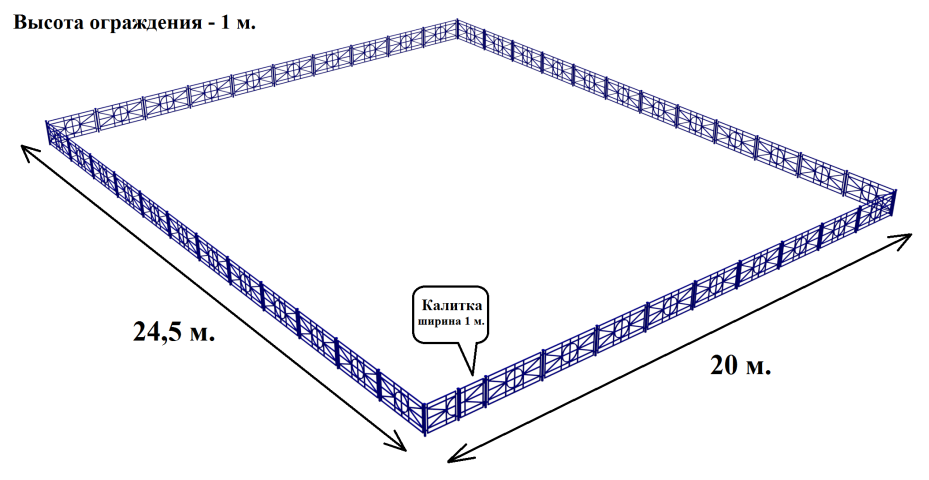 Высота ограждения - 1 м.
Калитка
ширина 1 м.
24,5 м.
20 м.